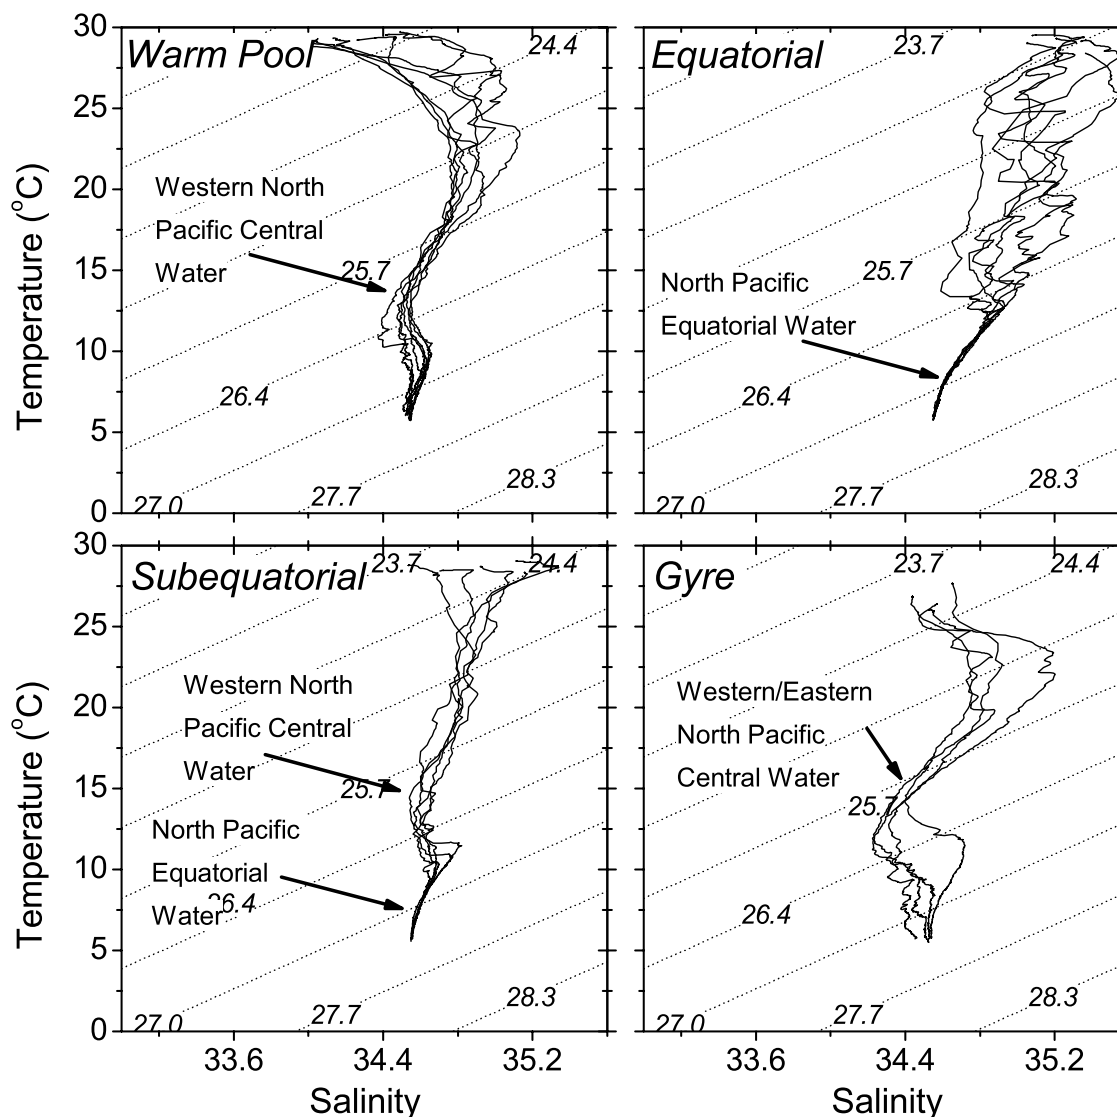 30
25
20
15
10
5
0
Temperature (°C)
Warm Pool
24.4
Western North
Pacific Central
Water
25.7
26.4
27.0
27.7
28.3
Equatorial
23.7
25.7
North Pacific
Equatorial Water
26.4
27.0
27.7
28.3
30
25
20
15
10
5
0
Temperature (°C)
Subequatorial
23.7
24.4
Western North
Pacific Central
Water
25.7
North Pacific
Equatorial
Water
26.4
27.0
27.7
28.3
33.6
34.4
35.2
Salinity
Gyre
23.7
24.4
Western/Eastern
North Pacific
Central Water
25.7
26.4
27.0
27.7
28.3
33.6
34.4
35.2
Salinity